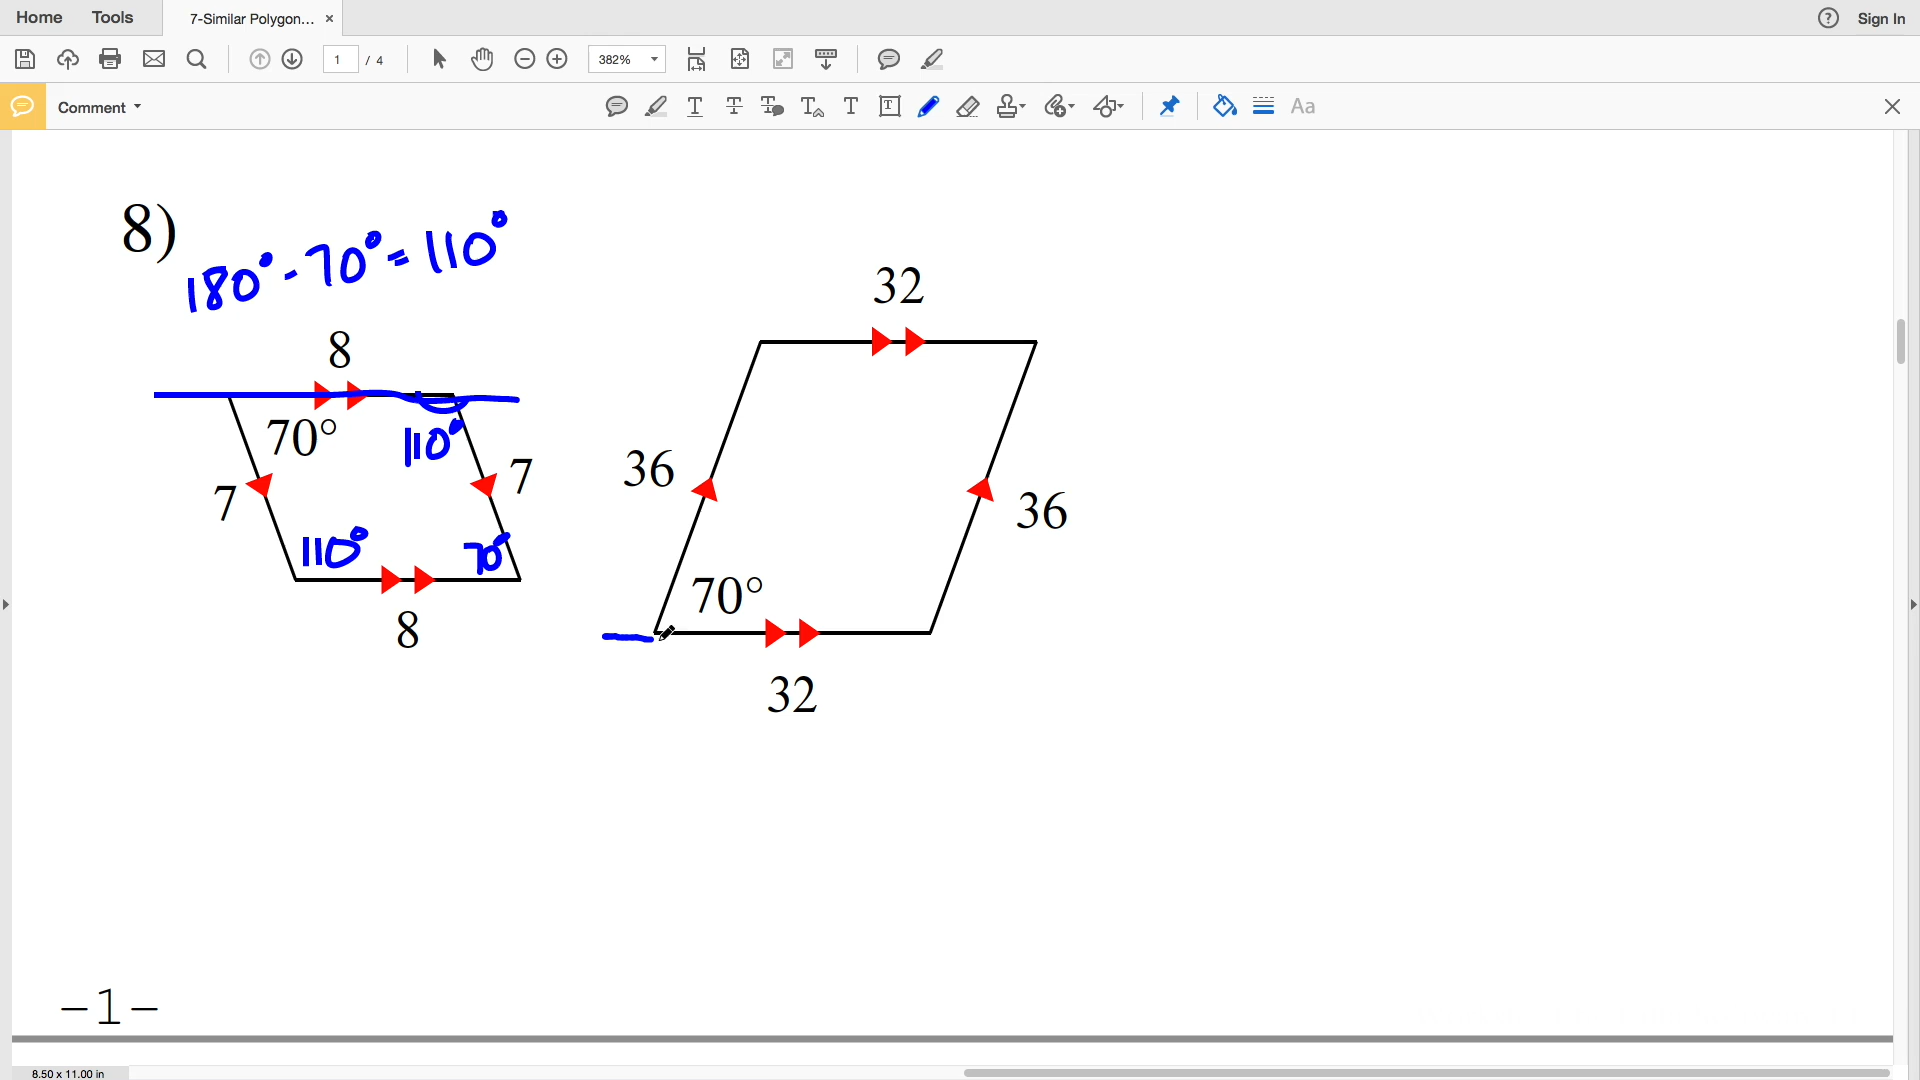 Home Tools 7-Similar Polygon... × ? Sign In
1 / 4 382%
Comment Aa
8)
180° - 70° = 110°
32
8
70° 110°
7 7 36 36
110° 70°
70°
8
32
-1-
8.50 x 11.00 in